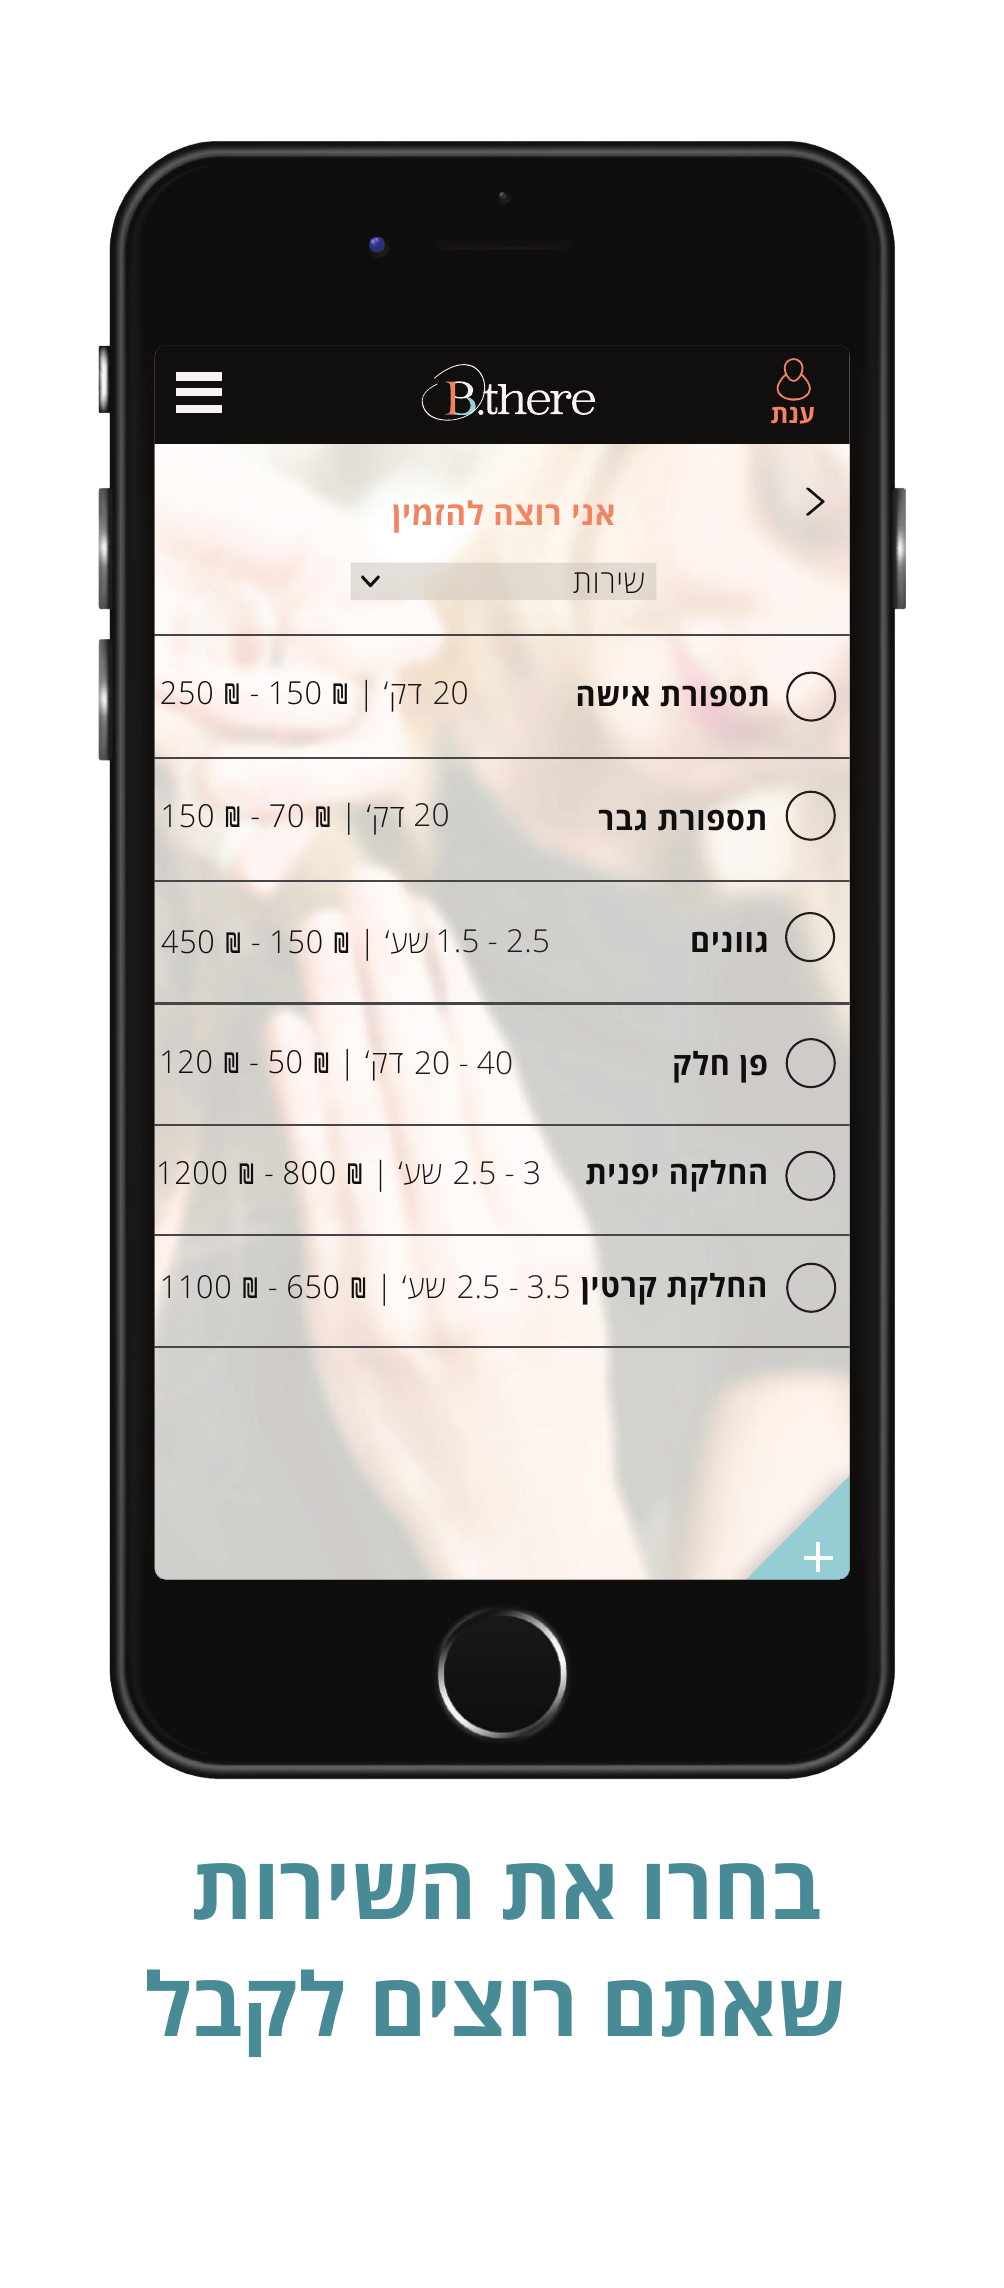 B.there
ענת
אני רוצה להזמין
שירות
תספורת אישה 20 דק' | 150 ₪ - 250 ₪
תספורת גבר 20 דק' | 70 ₪ - 150 ₪
גוונים 1.5 - 2.5 שע' | 150 ₪ - 450 ₪
פן חלק 20 - 40 דק' | 50 ₪ - 120 ₪
החלקה יפנית 2.5 - 3 שע' | 800 ₪ - 1200 ₪
החלקת קרטין 2.5 - 3.5 שע' | 650 ₪ - 1100 ₪
בחרו את השירות
שאתם רוצים לקבל